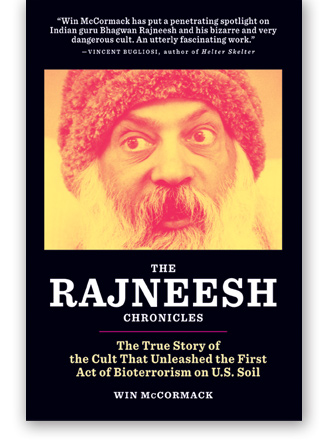 “Win McCormack has put a penetrating spotlight on
Indian guru Bhagwan Rajneesh and his bizarre and very
dangerous cult. An utterly fascinating work.”
—VINCENT BUGLIOSI, author of Helter Skelter
THE
RAJNEESH
CHRONICLES
The True Story of
the Cult That Unleashed the First
Act of Bioterrorism on U.S. Soil
WIN McCORMACK